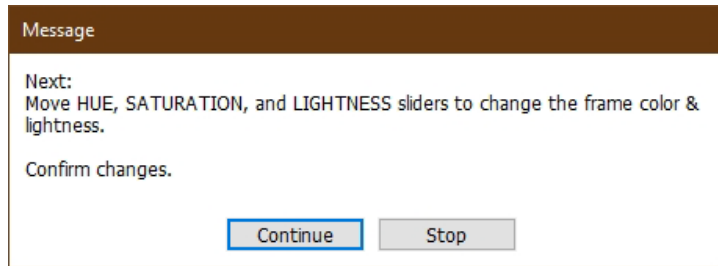 Message
Next:
Move HUE, SATURATION, and LIGHTNESS sliders to change the frame color &
lightness.
Confirm changes.
Continue Stop